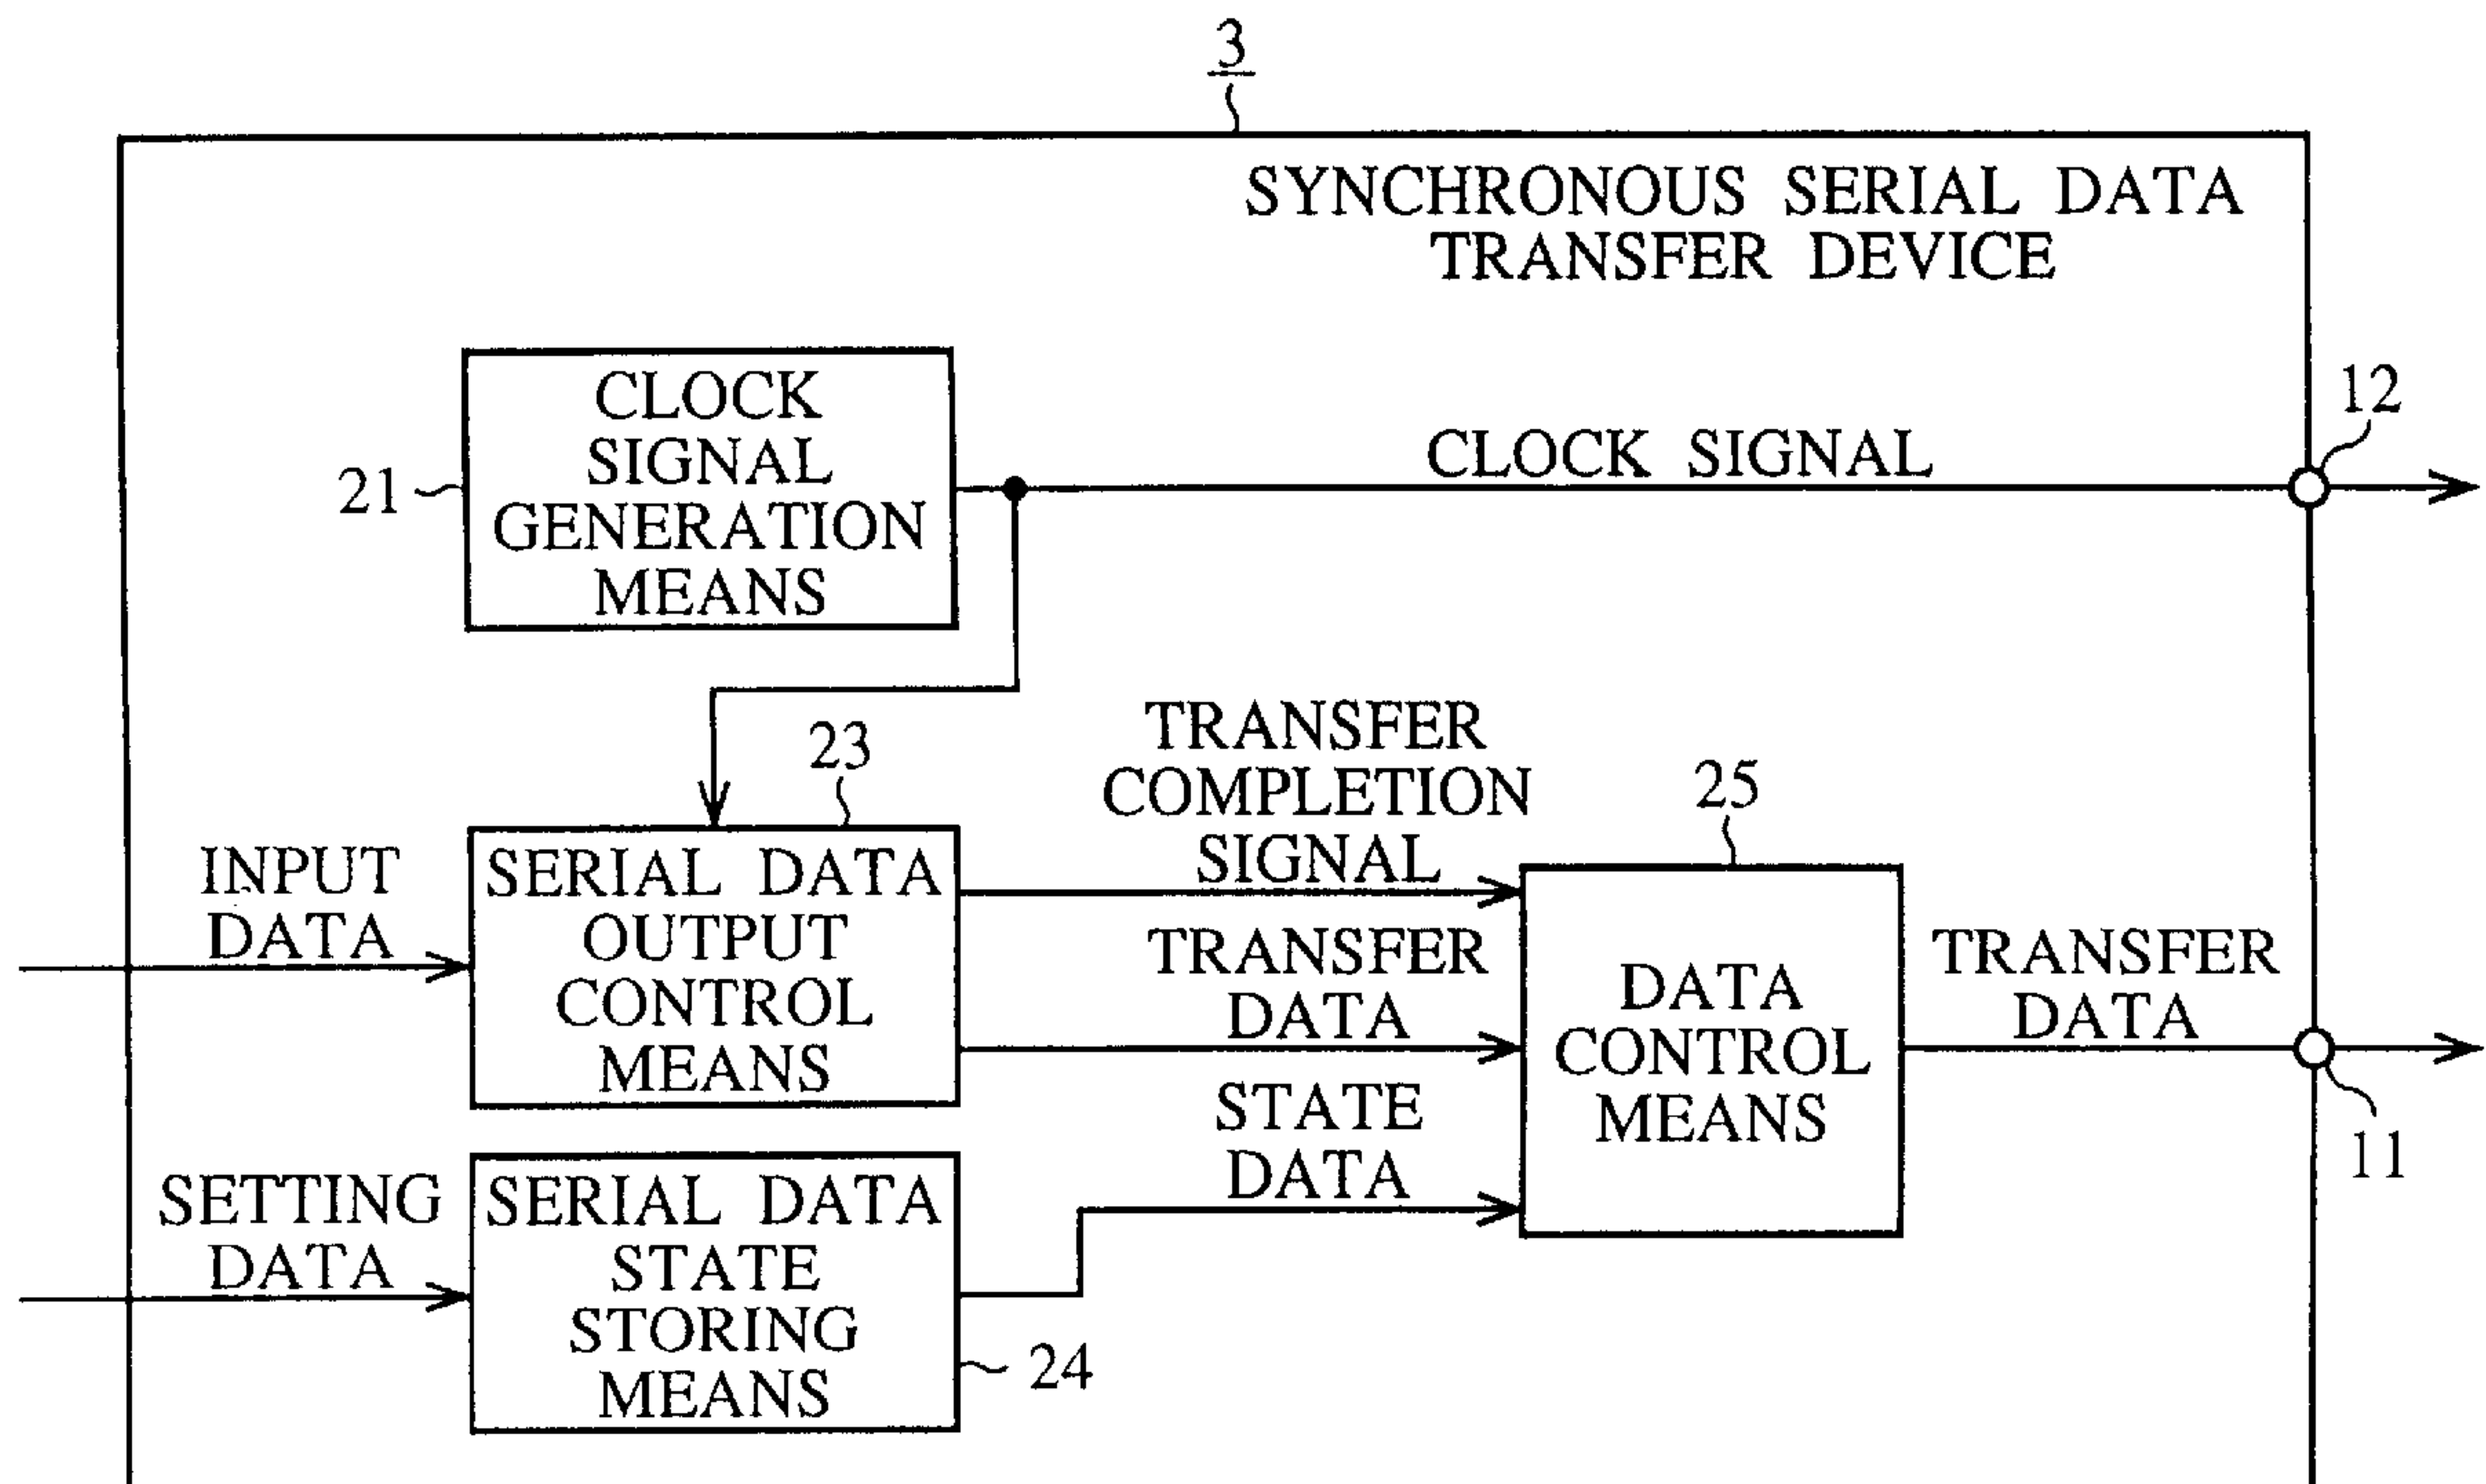 3
SYNCHRONOUS SERIAL DATA
TRANSFER DEVICE
CLOCK
SIGNAL
GENERATION
MEANS
21
CLOCK SIGNAL
12
23
TRANSFER
COMPLETION
SIGNAL
25
INPUT
DATA
SERIAL DATA
OUTPUT
CONTROL
MEANS
TRANSFER
DATA
DATA
CONTROL
MEANS
TRANSFER
DATA
11
STATE
DATA
SETTING
DATA
SERIAL DATA
STATE
STORING
MEANS
24